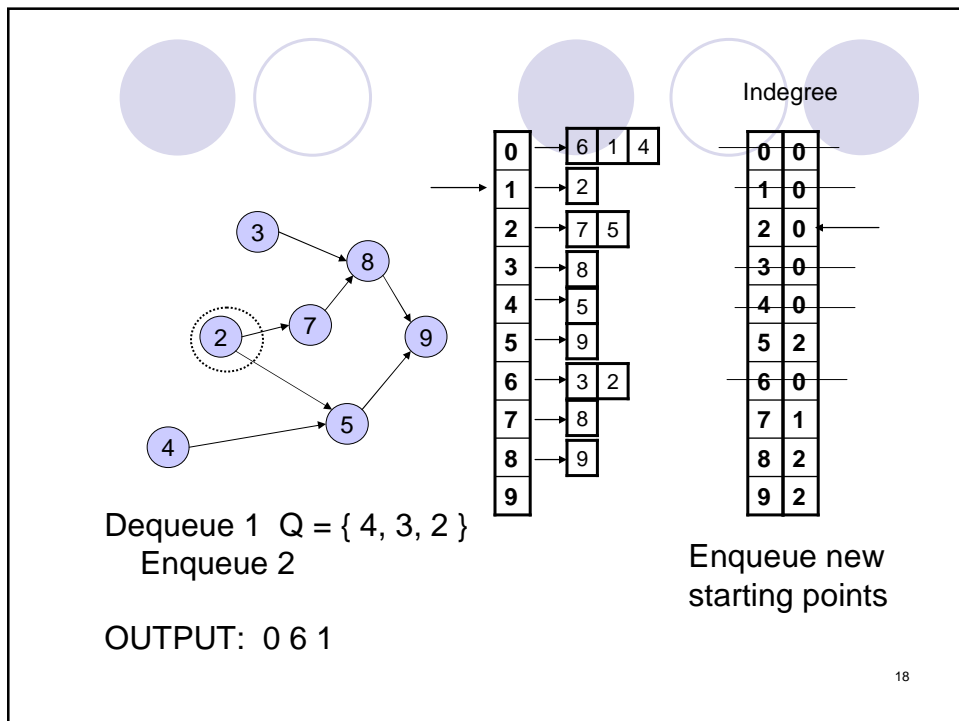 Indegree
3
8
2
7
9
5
4
0 6 1 4
1 2
2 7 5
3 8
4 5
5 9
6 3 2
7 8
8 9
9
0 0
1 0
2 0
3 0
4 0
5 2
6 0
7 1
8 2
9 2
Dequeue 1 Q = { 4, 3, 2 }
Enqueue 2
OUTPUT: 0 6 1
Enqueue new
starting points
18